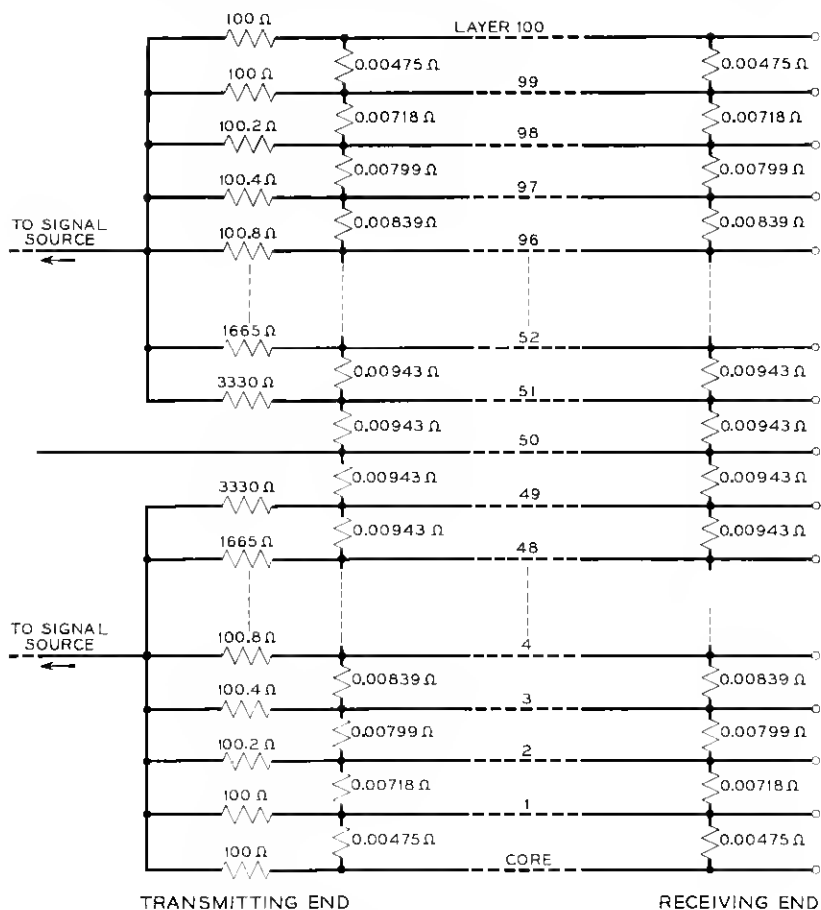 100 Ω
LAYER 100
0.00475 Ω
0.00475 Ω
100 Ω
99
0.00718 Ω
0.00718 Ω
100.2 Ω
98
0.00799 Ω
0.00799 Ω
100.4 Ω
97
0.00839 Ω
0.00839 Ω
TO SIGNAL
SOURCE
100.8 Ω
96
1665 Ω
52
0.00943 Ω
0.00943 Ω
3330 Ω
51
0.00943 Ω
0.00943 Ω
50
0.00943 Ω
0.00943 Ω
3330 Ω
49
0.00943 Ω
0.00943 Ω
1665 Ω
48
TO SIGNAL
SOURCE
100.8 Ω
4
0.00839 Ω
0.00839 Ω
100.4 Ω
3
0.00799 Ω
0.00799 Ω
100.2 Ω
2
0.00718 Ω
0.00718 Ω
100 Ω
1
0.00475 Ω
0.00475 Ω
100 Ω
CORE
TRANSMITTING END
RECEIVING END